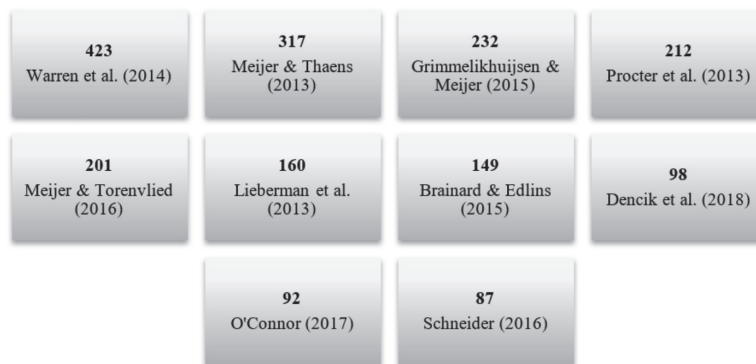 423
Warren et al. (2014)
317
Meijer & Thaens
(2013)
232
Grimmelikhuijsen &
Meijer (2015)
212
Procter et al. (2013)
201
Meijer & Torenvlied
(2016)
160
Lieberman et al.
(2013)
149
Brainard & Edlins
(2015)
98
Dencik et al. (2018)
92
O'Connor (2017)
87
Schneider (2016)